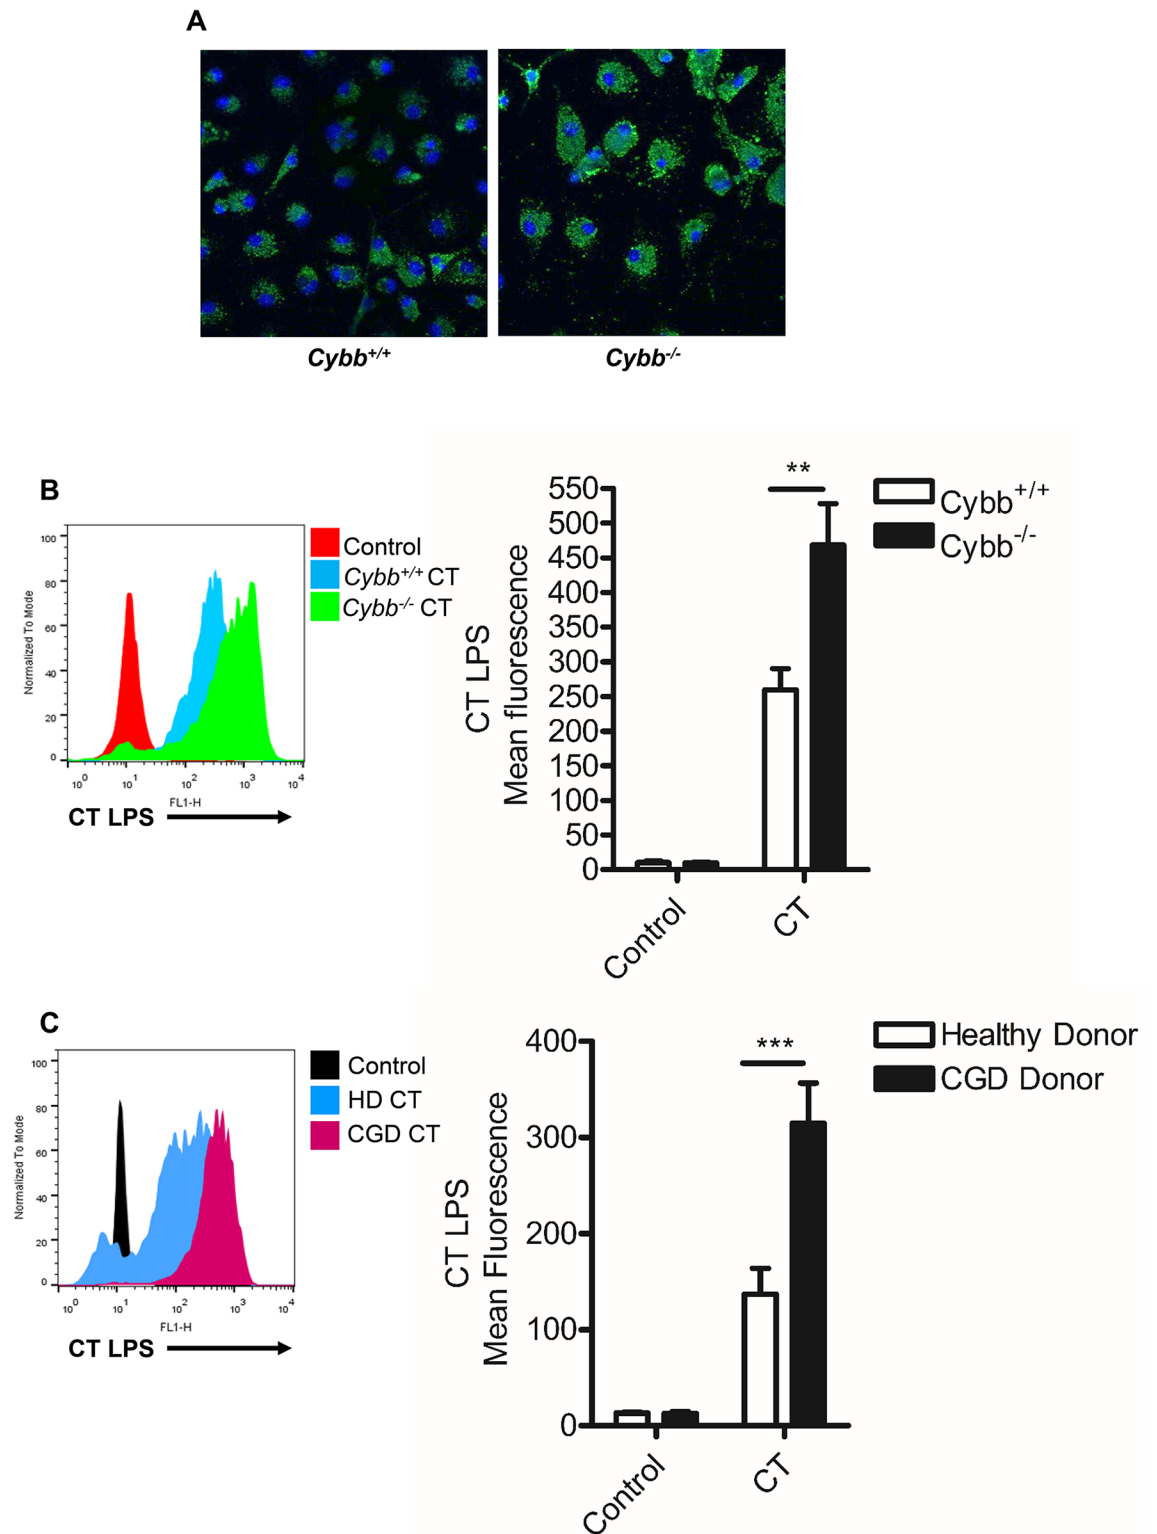 A
Cybb+/+
Cybb-/-
B
100
80
60
40
20
0
Normalized To Mode
10^0 10^1 10^2 10^3 10^4
FL1-H
CT LPS
Control
Cybb+/+ CT
Cybb-/- CT
CT LPS
Mean fluorescence
550
500
450
400
350
300
250
200
150
100
50
0
**
Control
CT
Cybb+/+
Cybb-/-
C
100
80
60
40
20
0
Normalized To Mode
10^0 10^1 10^2 10^3 10^4
FL1-H
CT LPS
Control
HD CT
CGD CT
CT LPS
Mean Fluorescence
400
300
200
100
0
***
Control
CT
Healthy Donor
CGD Donor